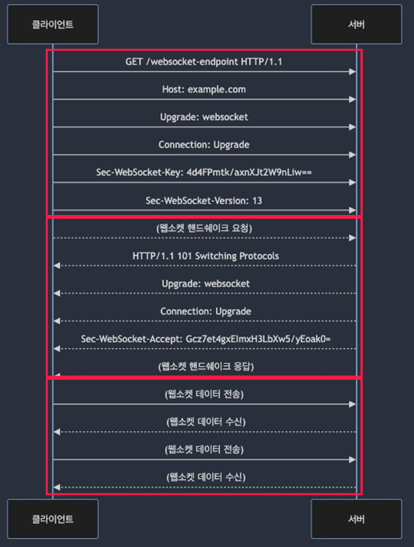 클라이언트
서버
GET /websocket-endpoint HTTP/1.1
Host: example.com
Upgrade: websocket
Connection: Upgrade
Sec-WebSocket-Key: 4d4FPmtk/axnXJt2W9nLiw==
Sec-WebSocket-Version: 13
(웹소켓 핸드쉐이크 요청)
HTTP/1.1 101 Switching Protocols
Upgrade: websocket
Connection: Upgrade
Sec-WebSocket-Accept: Gcz7et4gxEImxH3LbXw5/yEoak0=
(웹소켓 핸드쉐이크 응답)
(웹소켓 데이터 전송)
(웹소켓 데이터 수신)
(웹소켓 데이터 전송)
(웹소켓 데이터 수신)
클라이언트
서버